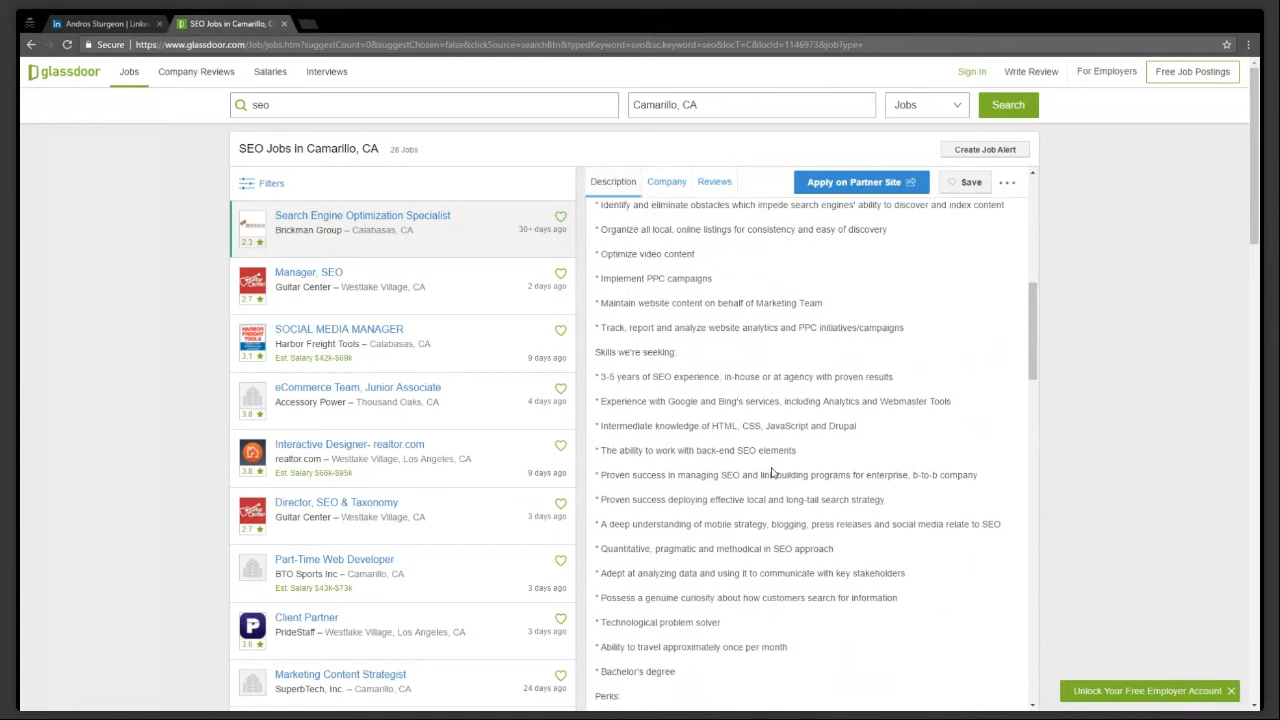 Andros Sturgeon | Linke
SEO Jobs in Camarillo, C
Secure
https://www.glassdoor.com/Job/jobs.htm?suggestCount=0&suggestChosen=false&clickSource=searchBtn&typedKeyword=seo&sc.keyword=seo&locT=C&locId=1146973&jobType=
glassdoor
Jobs
Company Reviews
Salaries
Interviews
Sign In
Write Review
For Employers
Free Job Postings
seo
Camarillo, CA
Jobs
Search
SEO Jobs in Camarillo, CA 28 Jobs
Create Job Alert
Filters
Search Engine Optimization Specialist
Brickman Group – Calabasas, CA
30+ days ago
2.3
Manager, SEO
Guitar Center – Westlake Village, CA
2 days ago
2.7
SOCIAL MEDIA MANAGER
Harbor Freight Tools – Calabasas, CA
Est. Salary $42k-$69k
9 days ago
HARBOR
FREIGHT
TOOLS
3.1
eCommerce Team, Junior Associate
Accessory Power – Thousand Oaks, CA
4 days ago
3.8
Interactive Designer- realtor.com
realtor.com – Westlake Village, Los Angeles, CA
Est. Salary $66k-$95k
9 days ago
3.8
Director, SEO & Taxonomy
Guitar Center – Westlake Village, CA
3 days ago
2.7
Part-Time Web Developer
BTO Sports Inc – Camarillo, CA
Est. Salary $43k-$73k
3 days ago
Client Partner
PrideStaff – Westlake Village, Los Angeles, CA
3 days ago
P
3.6
Marketing Content Strategist
SuperbTech, Inc. – Camarillo, CA
24 days ago
Description
Company
Reviews
Apply on Partner Site
Save
* Identify and eliminate obstacles which impede search engines' ability to discover and index content
* Organize all local, online listings for consistency and easy of discovery
* Optimize video content
* Implement PPC campaigns
* Maintain website content on behalf of Marketing Team
* Track, report and analyze website analytics and PPC initiatives/campaigns
Skills we're seeking:
* 3-5 years of SEO experience, in-house or at agency with proven results
* Experience with Google and Bing's services, including Analytics and Webmaster Tools
* Intermediate knowledge of HTML, CSS, JavaScript and Drupal
* The ability to work with back-end SEO elements
* Proven success in managing SEO and link building programs for enterprise, b-to-b company
* Proven success deploying effective local and long-tail search strategy
* A deep understanding of mobile strategy, blogging, press releases and social media relate to SEO
* Quantitative, pragmatic and methodical in SEO approach
* Adept at analyzing data and using it to communicate with key stakeholders
* Possess a genuine curiosity about how customers search for information
* Technological problem solver
* Ability to travel approximately once per month
* Bachelor's degree
Perks:
Unlock Your Free Employer Account